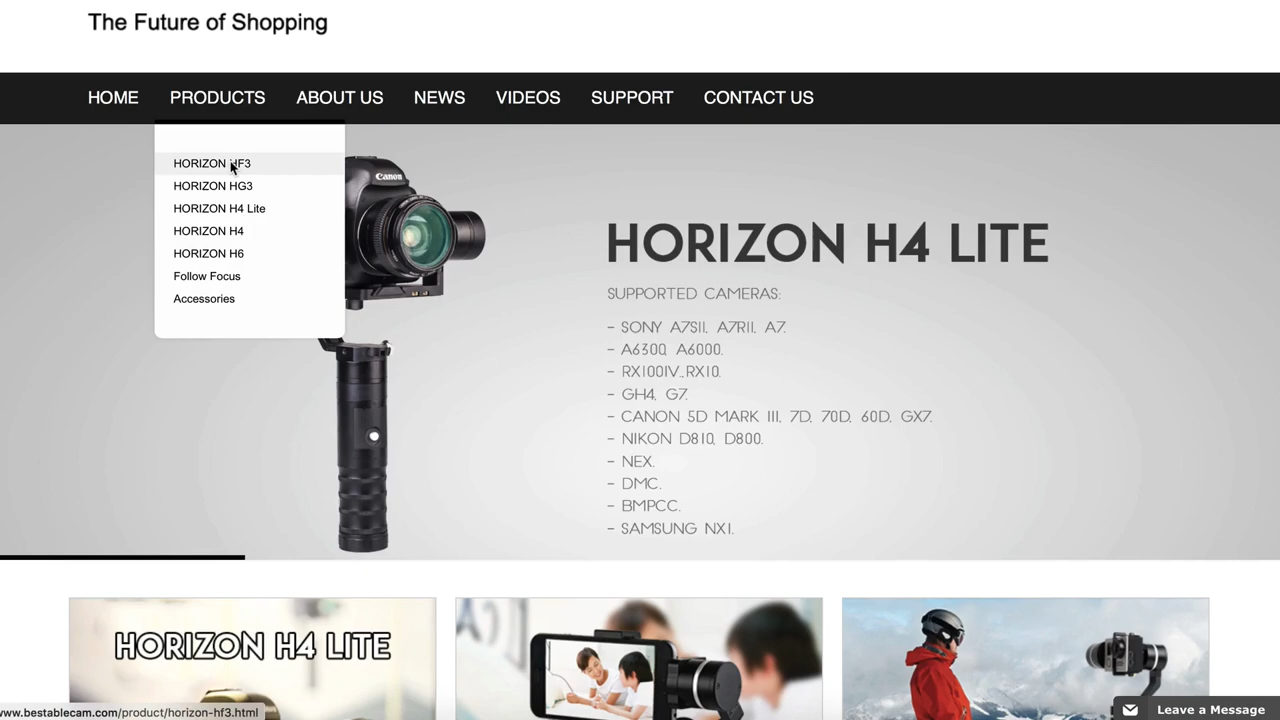 The Future of Shopping
HOME PRODUCTS ABOUT US NEWS VIDEOS SUPPORT CONTACT US
HORIZON HF3
HORIZON HG3
HORIZON H4 Lite
HORIZON H4
HORIZON H6
Follow Focus
Accessories
Canon
HORIZON H4 LITE
SUPPORTED CAMERAS:
- SONY A7SII, A7RII, A7.
- A6300, A6000.
- RX100IV., RX10.
- GH4, G7.
- CANON 5D MARK III, 7D, 70D, 60D, GX7.
- NIKON D810, D800.
- NEX.
- DMC.
- BMPCC.
- SAMSUNG NX1.
HORIZON H4 LITE
www.bestablecam.com/product/horizon-hf3.html
Leave a Message